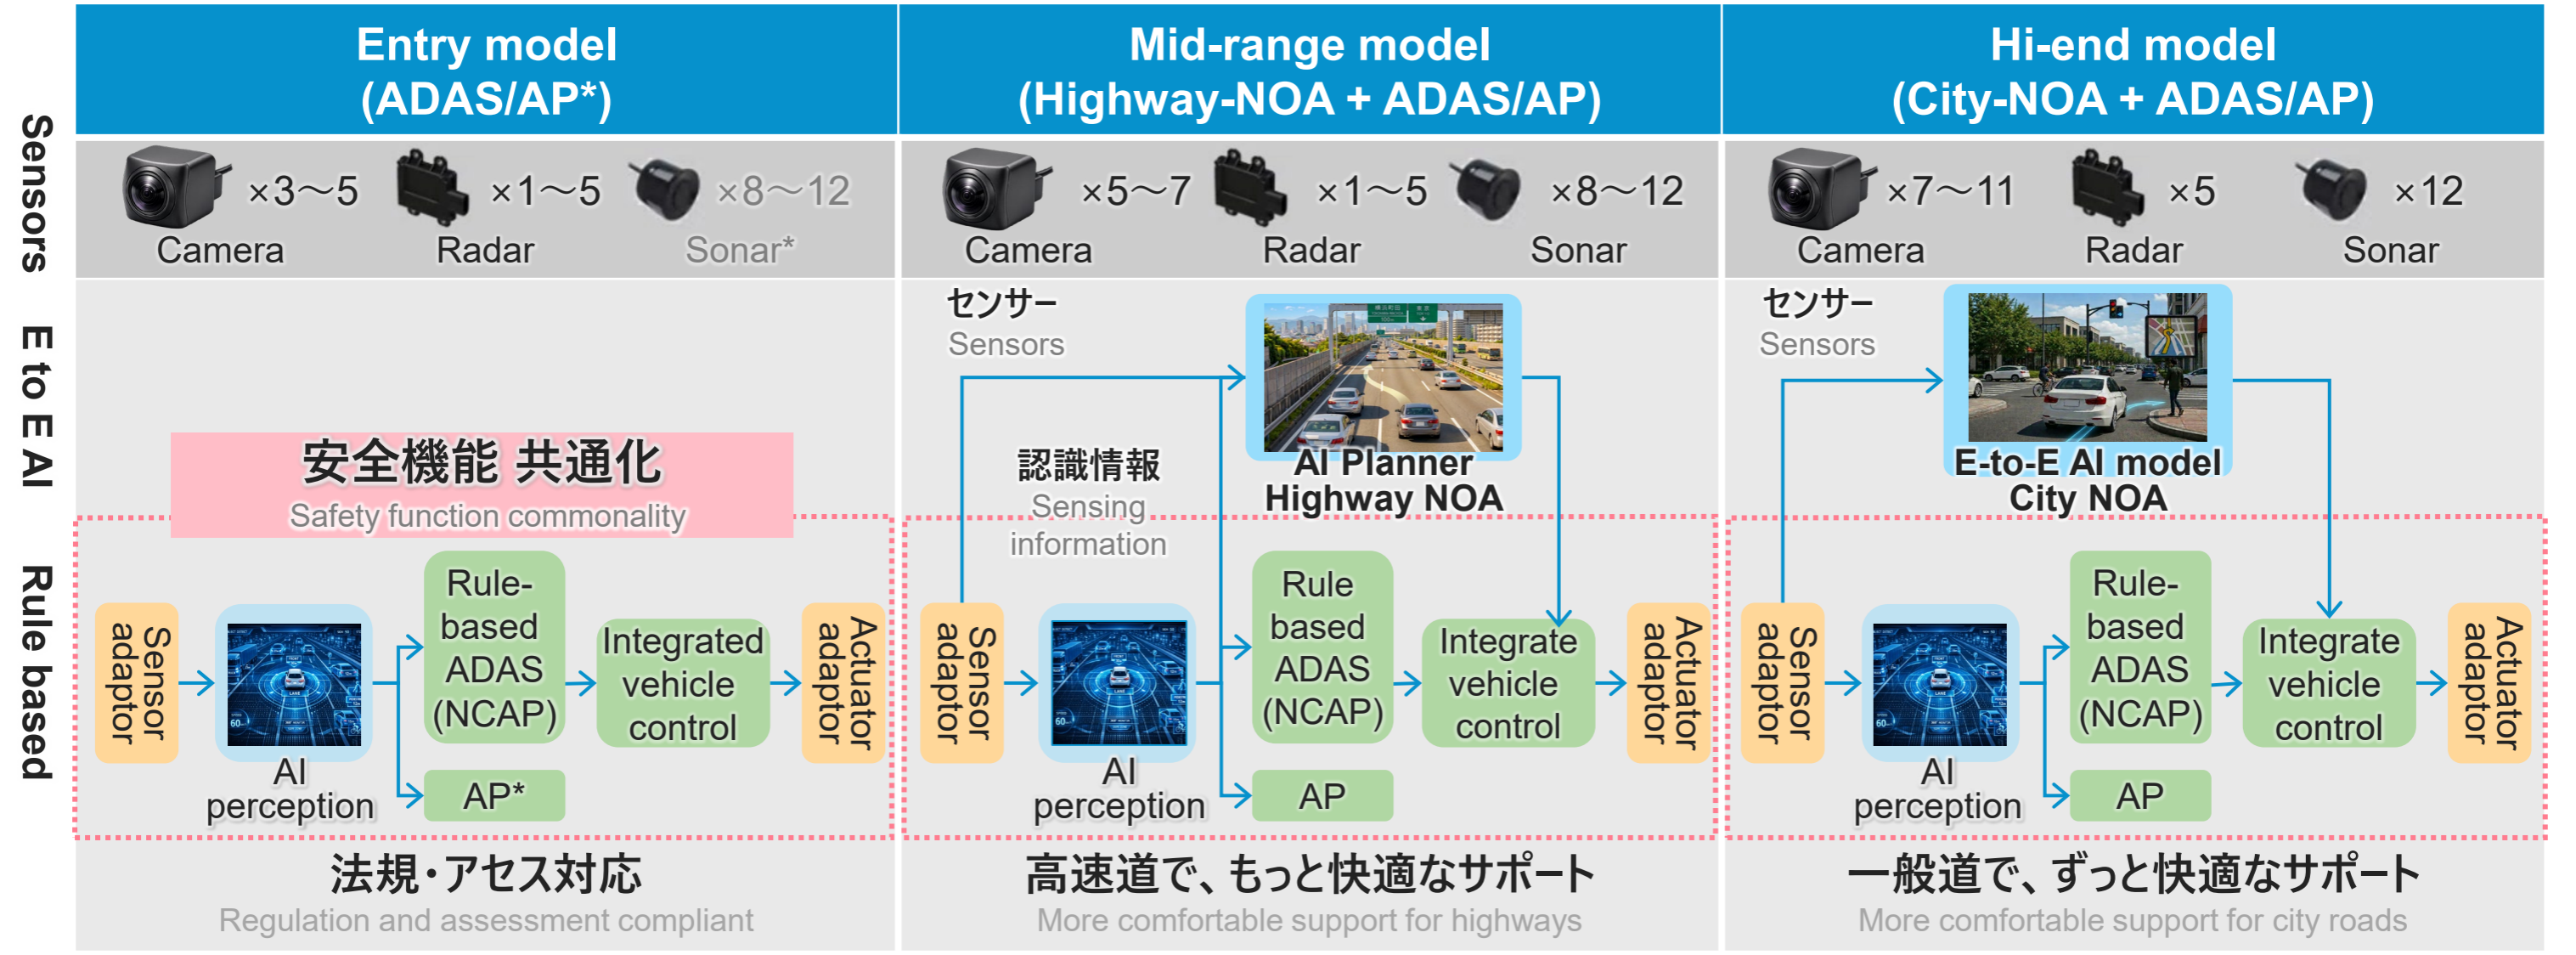 Entry model
(ADAS/AP*)
Mid-range model
(Highway-NOA + ADAS/AP)
Hi-end model
(City-NOA + ADAS/AP)
Sensors
×3～5
Camera
×1～5
Radar
×8～12
Sonar*
×5～7
Camera
×1～5
Radar
×8～12
Sonar
×7～11
Camera
×5
Radar
×12
Sonar
E to E AI
安全機能 共通化
Safety function commonality
センサー
Sensors
認識情報
Sensing
information
AI Planner
Highway NOA
センサー
Sensors
E-to-E AI model
City NOA
Rule based
Sensor
adaptor
AI
perception
Rule-
based
ADAS
(NCAP)
AP*
Integrated
vehicle
control
Actuator
adaptor
Sensor
adaptor
AI
perception
Rule
based
ADAS
(NCAP)
AP
Integrate
vehicle
control
Actuator
adaptor
Sensor
adaptor
AI
perception
Rule-
based
ADAS
(NCAP)
AP
Integrate
vehicle
control
Actuator
adaptor
法規・アセス対応
Regulation and assessment compliant
高速道で、もっと快適なサポート
More comfortable support for highways
一般道で、ずっと快適なサポート
More comfortable support for city roads